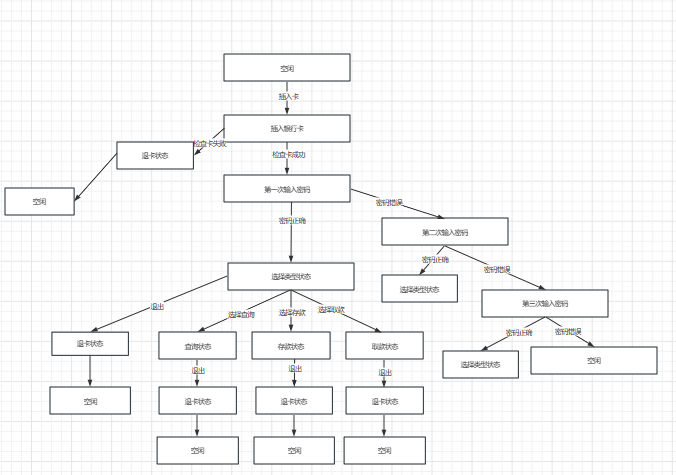 空闲
插入卡
插入银行卡
检查卡失败
退卡状态
检查卡成功
空闲
第一次输入密码
密码错误
密码正确
第二次输入密码
密码正确
密码错误
选择类型状态
选择类型状态
第三次输入密码
退出
选择查询
选择存款
选择取款
密码正确
密码错误
退卡状态
查询状态
存款状态
取款状态
选择类型状态
空闲
退出
退出
退出
空闲
退卡状态
退卡状态
退卡状态
空闲
空闲
空闲